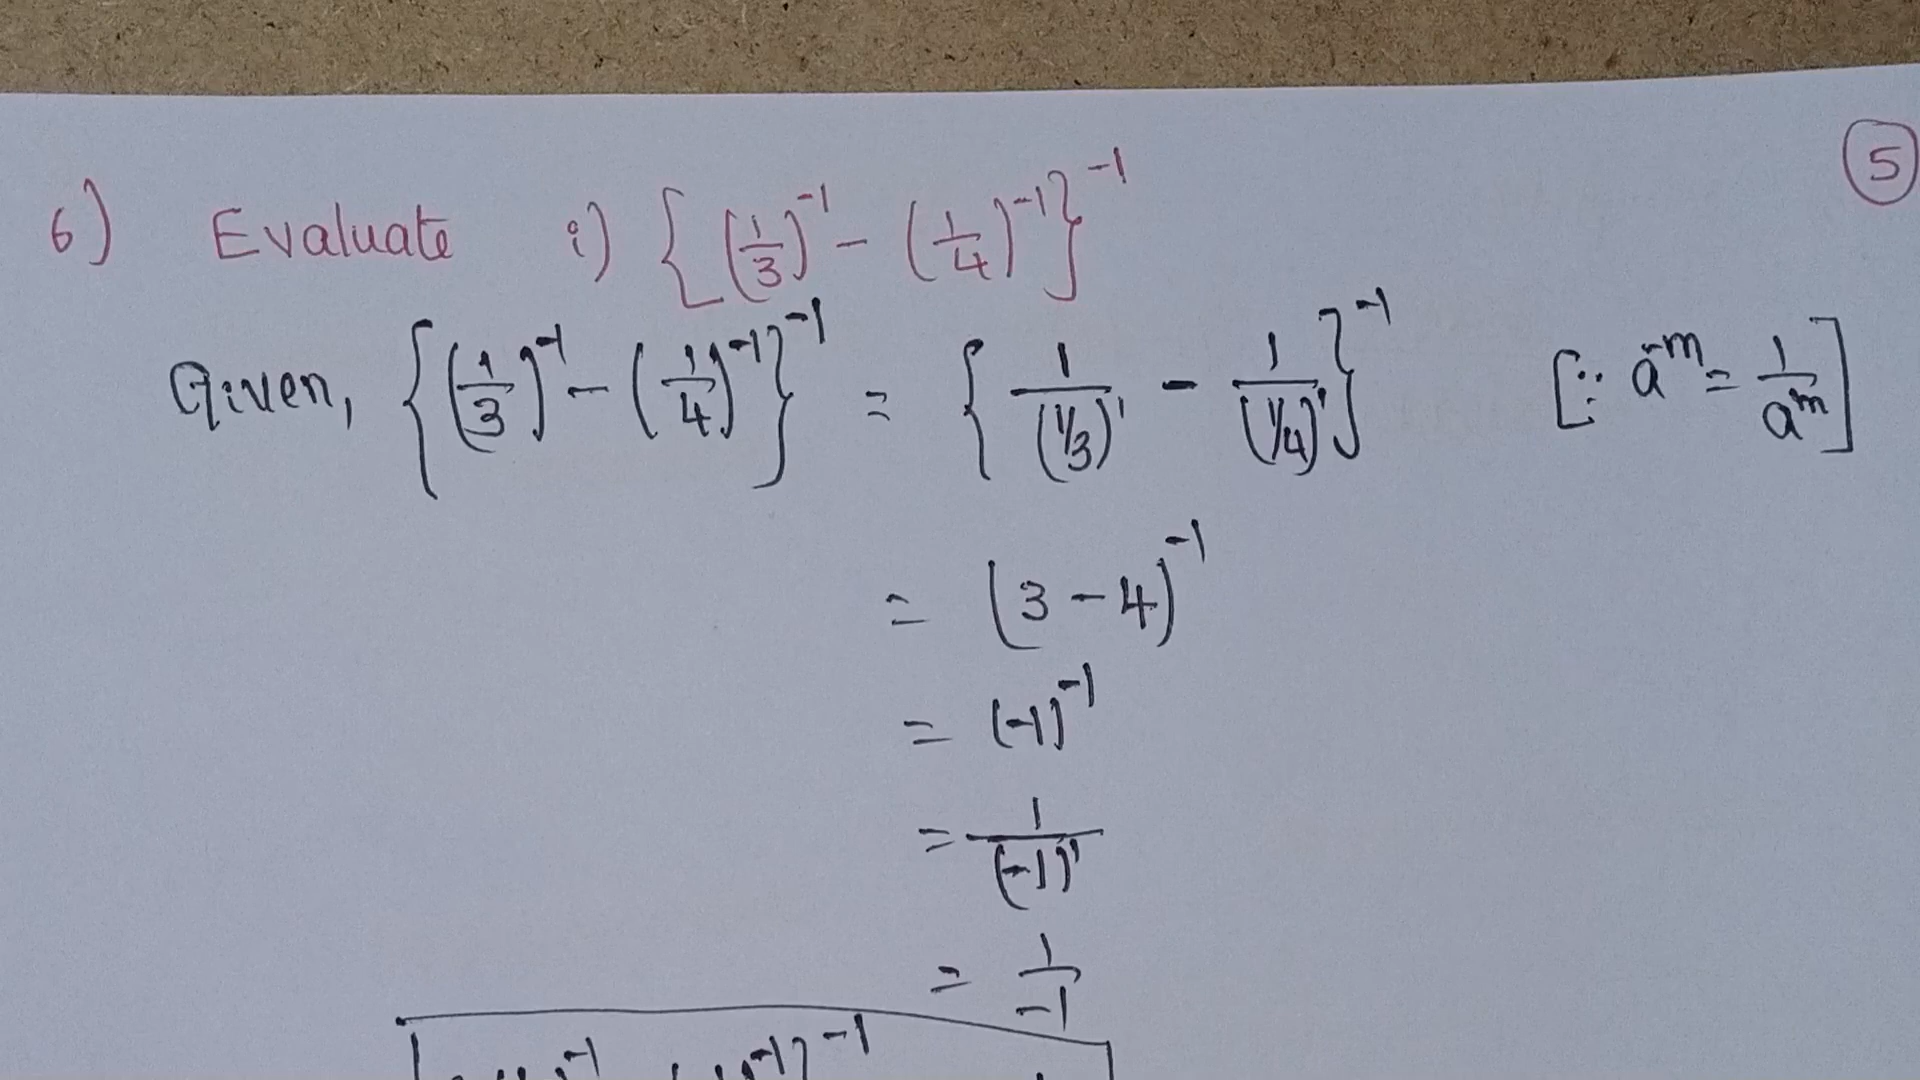 5
6) Evaluate i) {(1/3)^-1 - (1/4)^-1}^-1
Given, {(1/3)^-1 - (1/4)^-1}^-1 = {1/(1/3)^1 - 1/(1/4)^1}^-1 [∵ a^-m = 1/a^m]
= (3-4)^-1
= (-1)^-1
= 1/(-1)^1
= 1/-1